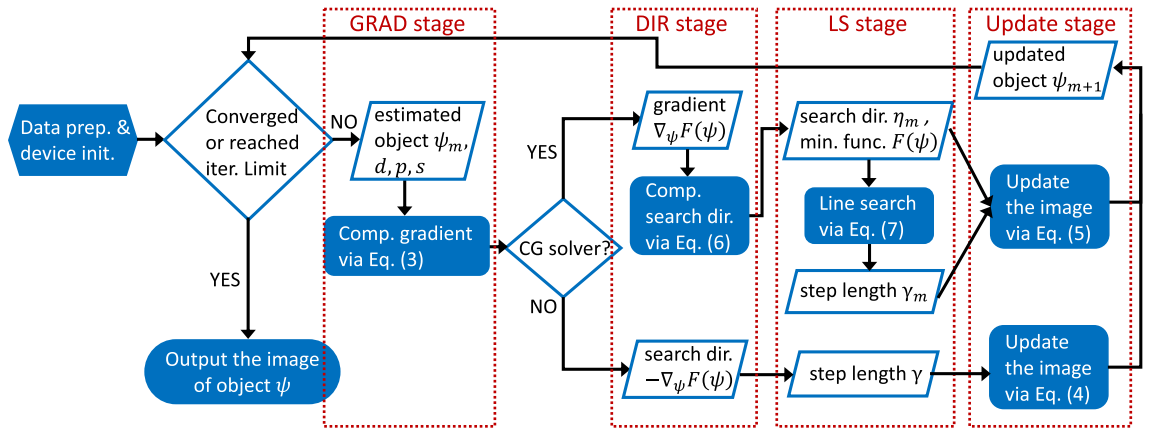 GRAD stage
DIR stage
LS stage
Update stage
Data prep. &
device init.
Converged
or reached
iter. Limit
NO
YES
Output the image
of object ψ
estimated
object ψₘ,
d, p, s
Comp. gradient
via Eq. (3)
CG solver?
YES
NO
gradient
∇_ψF(ψ)
Comp.
search dir.
via Eq. (6)
search dir.
−∇_ψF(ψ)
search dir. ηₘ ,
min. func. F(ψ)
Line search
via Eq. (7)
step length γₘ
step length γ
updated
object ψₘ₊₁
Update
the image
via Eq. (5)
Update
the image
via Eq. (4)